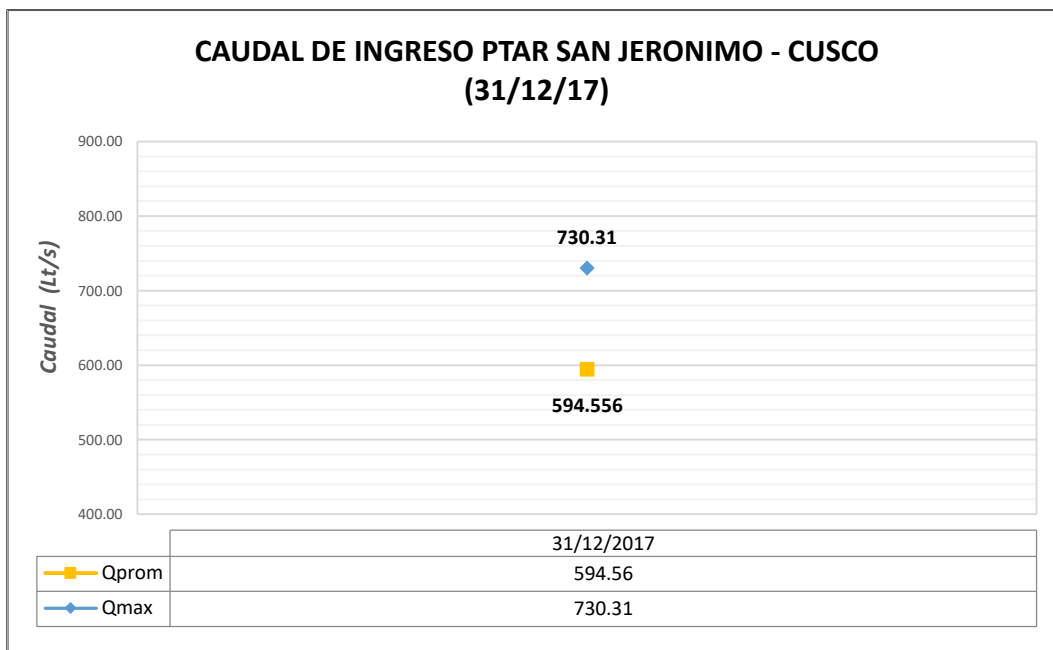 CAUDAL DE INGRESO PTAR SAN JERONIMO - CUSCO
(31/12/17)
Caudal (Lt/s)
900.00
800.00
700.00
600.00
500.00
400.00
730.31
594.556
31/12/2017
Qprom 594.56
Qmax 730.31